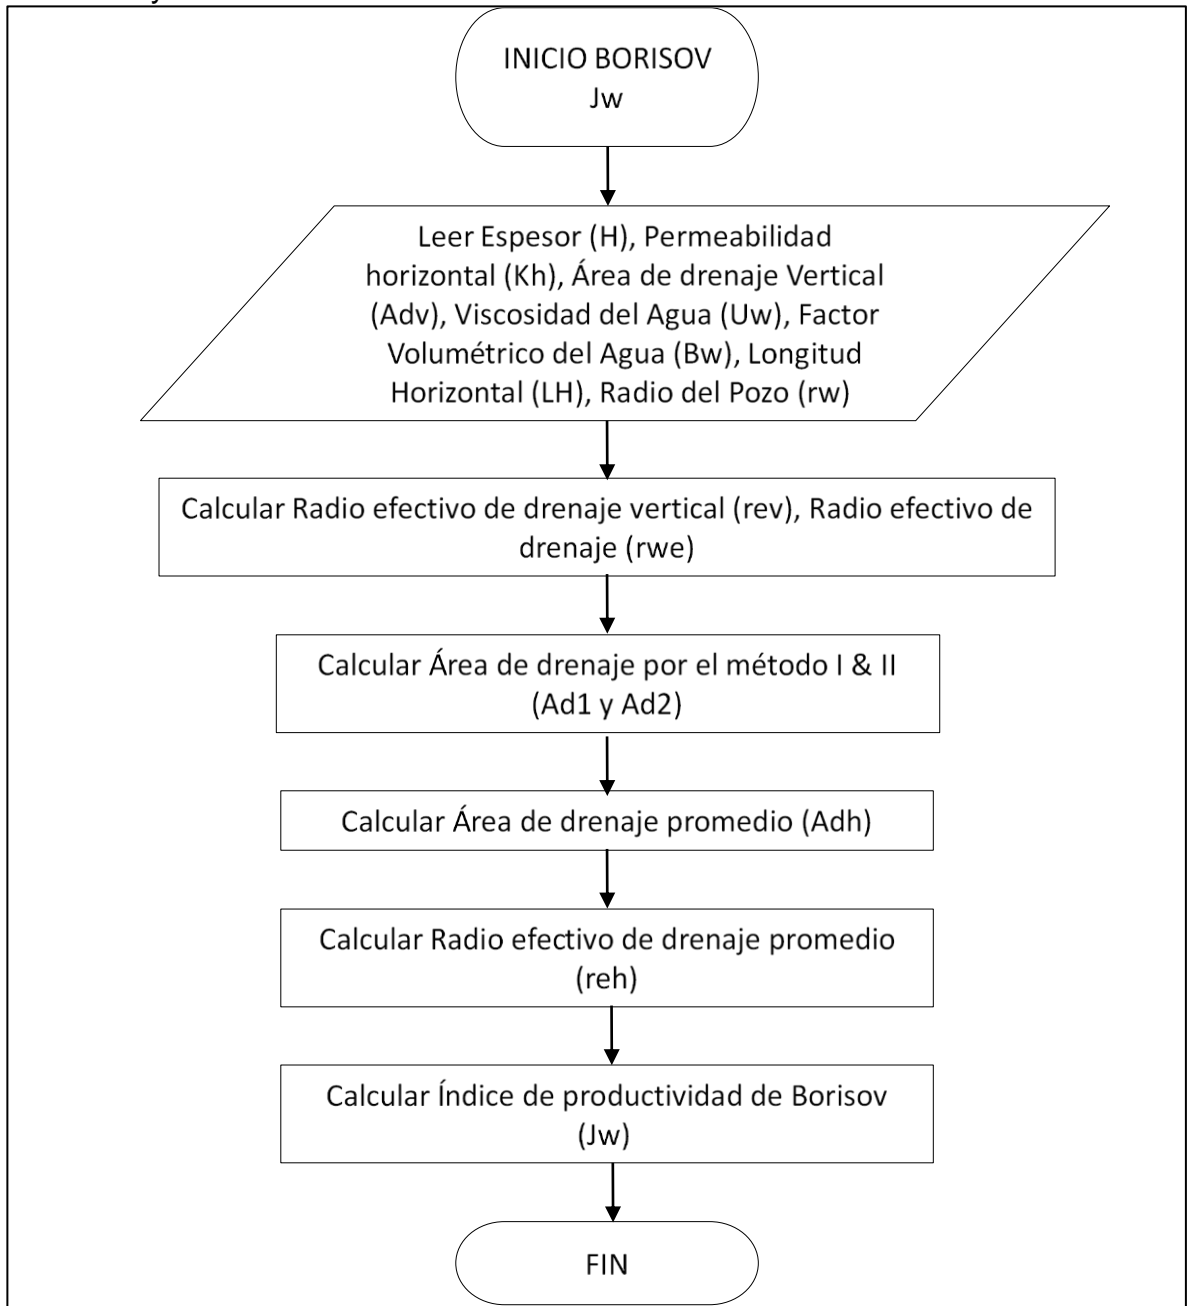 INICIO BORISOV
Jw
Leer Espesor (H), Permeabilidad
horizontal (Kh), Área de drenaje Vertical
(Adv), Viscosidad del Agua (Uw), Factor
Volumétrico del Agua (Bw), Longitud
Horizontal (LH), Radio del Pozo (rw)
Calcular Radio efectivo de drenaje vertical (rev), Radio efectivo de
drenaje (rwe)
Calcular Área de drenaje por el método I & II
(Ad1 y Ad2)
Calcular Área de drenaje promedio (Adh)
Calcular Radio efectivo de drenaje promedio
(reh)
Calcular Índice de productividad de Borisov
(Jw)
FIN